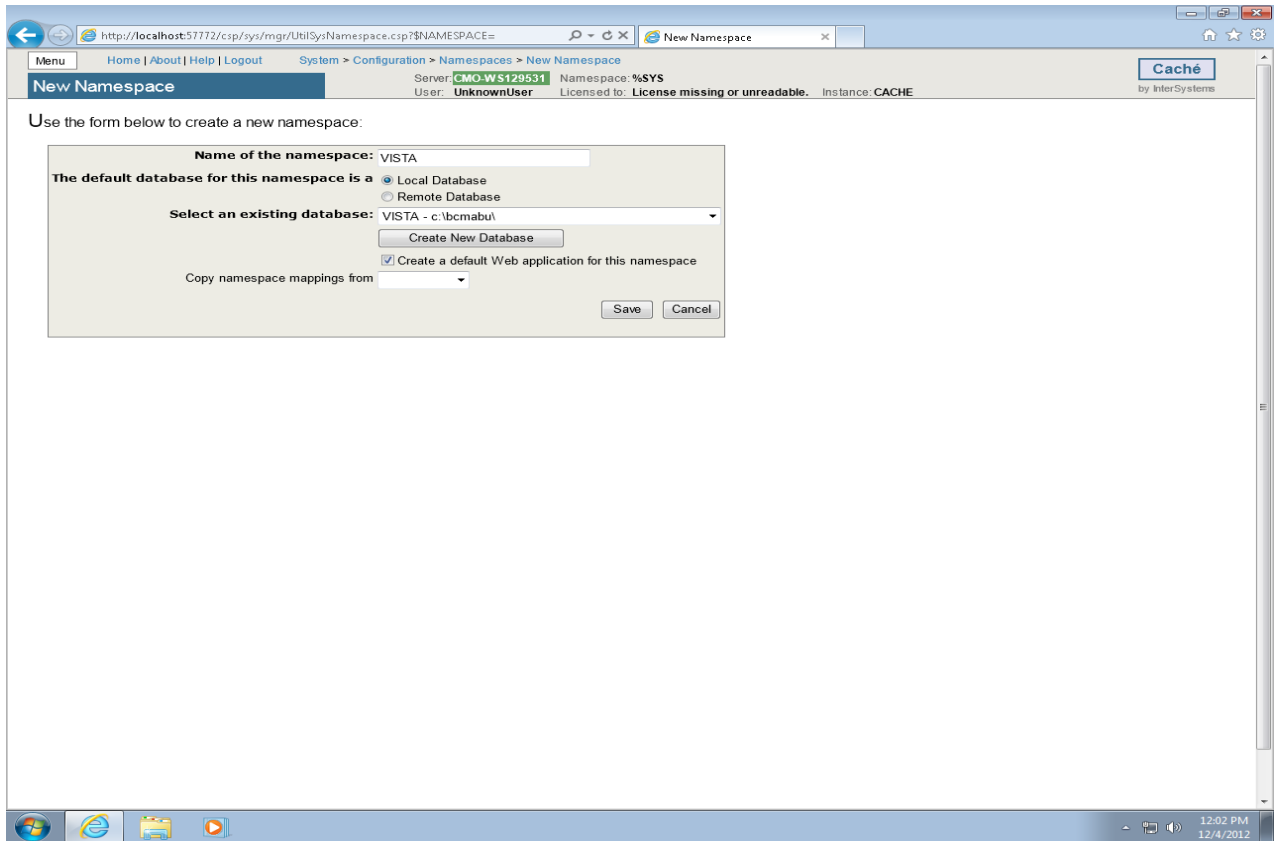 http://localhost:57772/csp/sys/mgr/UtilSysNamespace.csp?$NAMESPACE=
New Namespace
Menu
Home | About | Help | Logout
System > Configuration > Namespaces > New Namespace
New Namespace
Server: CMO-WS129531 Namespace: %SYS
User: UnknownUser Licensed to: License missing or unreadable. Instance: CACHE
Caché
by InterSystems
Use the form below to create a new namespace:
Name of the namespace: VISTA
The default database for this namespace is a Local Database
Remote Database
Select an existing database: VISTA - c:\bcmabu\
Create New Database
Create a default Web application for this namespace
Copy namespace mappings from
Save Cancel
12:02 PM
12/4/2012